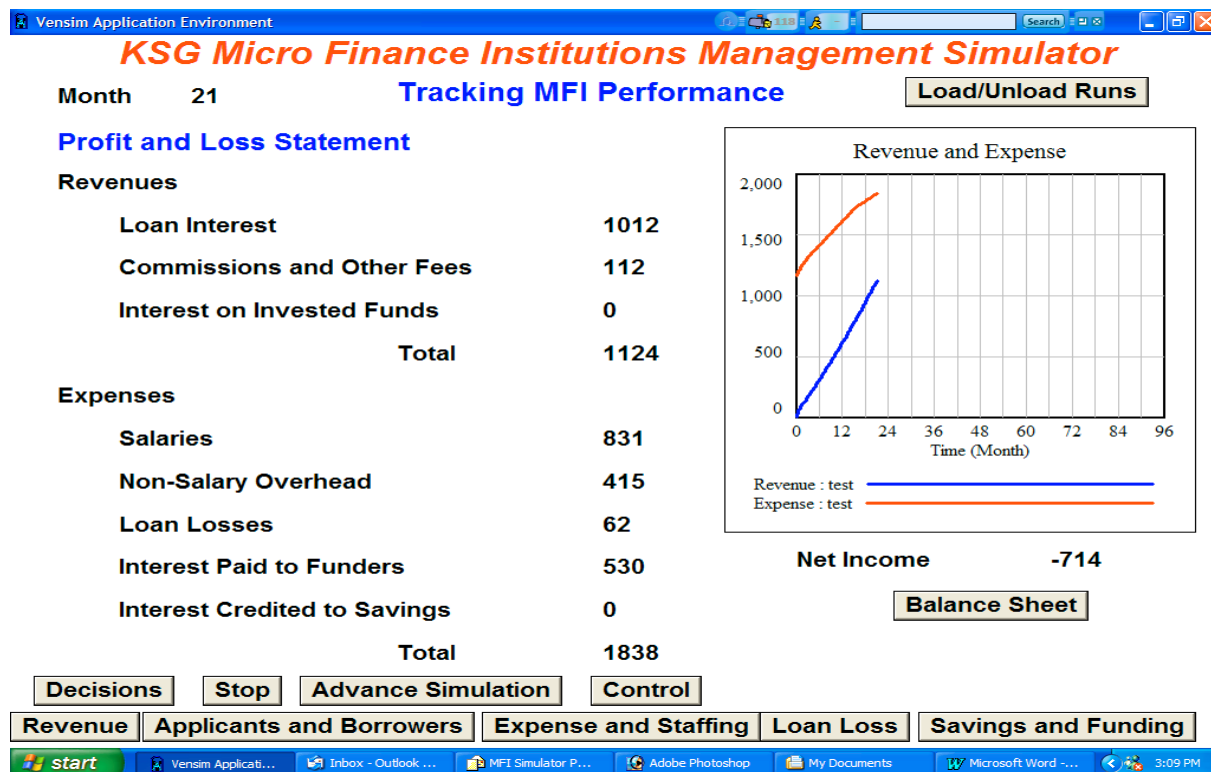 Vensim Application Environment
118
Search
KSG Micro Finance Institutions Management Simulator
Month 21
Tracking MFI Performance
Load/Unload Runs
Profit and Loss Statement
Revenues
Loan Interest 1012
Commissions and Other Fees 112
Interest on Invested Funds 0
Total 1124
Expenses
Salaries 831
Non-Salary Overhead 415
Loan Losses 62
Interest Paid to Funders 530
Interest Credited to Savings 0
Total 1838
Revenue and Expense
2,000
1,500
1,000
500
0
0 12 24 36 48 60 72 84 96
Time (Month)
Revenue : test
Expense : test
Net Income -714
Balance Sheet
Decisions Stop Advance Simulation Control
Revenue Applicants and Borrowers Expense and Staffing Loan Loss Savings and Funding
start Vensim Applicati... Inbox - Outlook ... MFI Simulator P... Adobe Photoshop My Documents Microsoft Word -... 3:09 PM